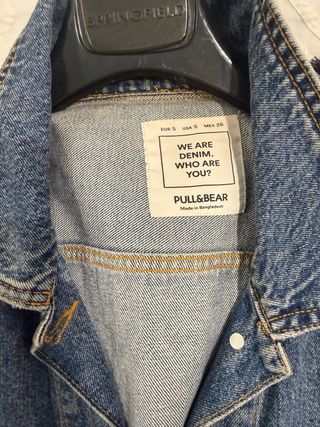 SPRINGFIELD
EUR S USA S MEX 26
WE ARE
DENIM.
WHO ARE
YOU?
PULL&BEAR
Made in Bangladesh